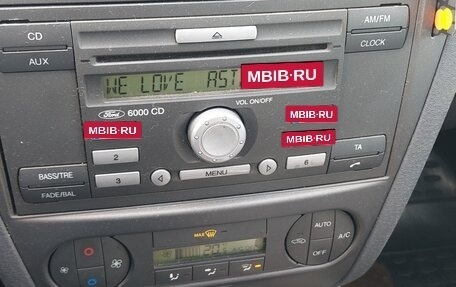 CD
AM/FM
AUX
CLOCK
WE LOVE AST
MBIB.RU
Ford 6000 CD
VOL ON/OFF
MBIB.RU
MBIB.RU
MBIB.RU
2
TA
BASS/TRE
3
MENU
6
FADE/BAL
MAX
AUTO
A/C
OFF